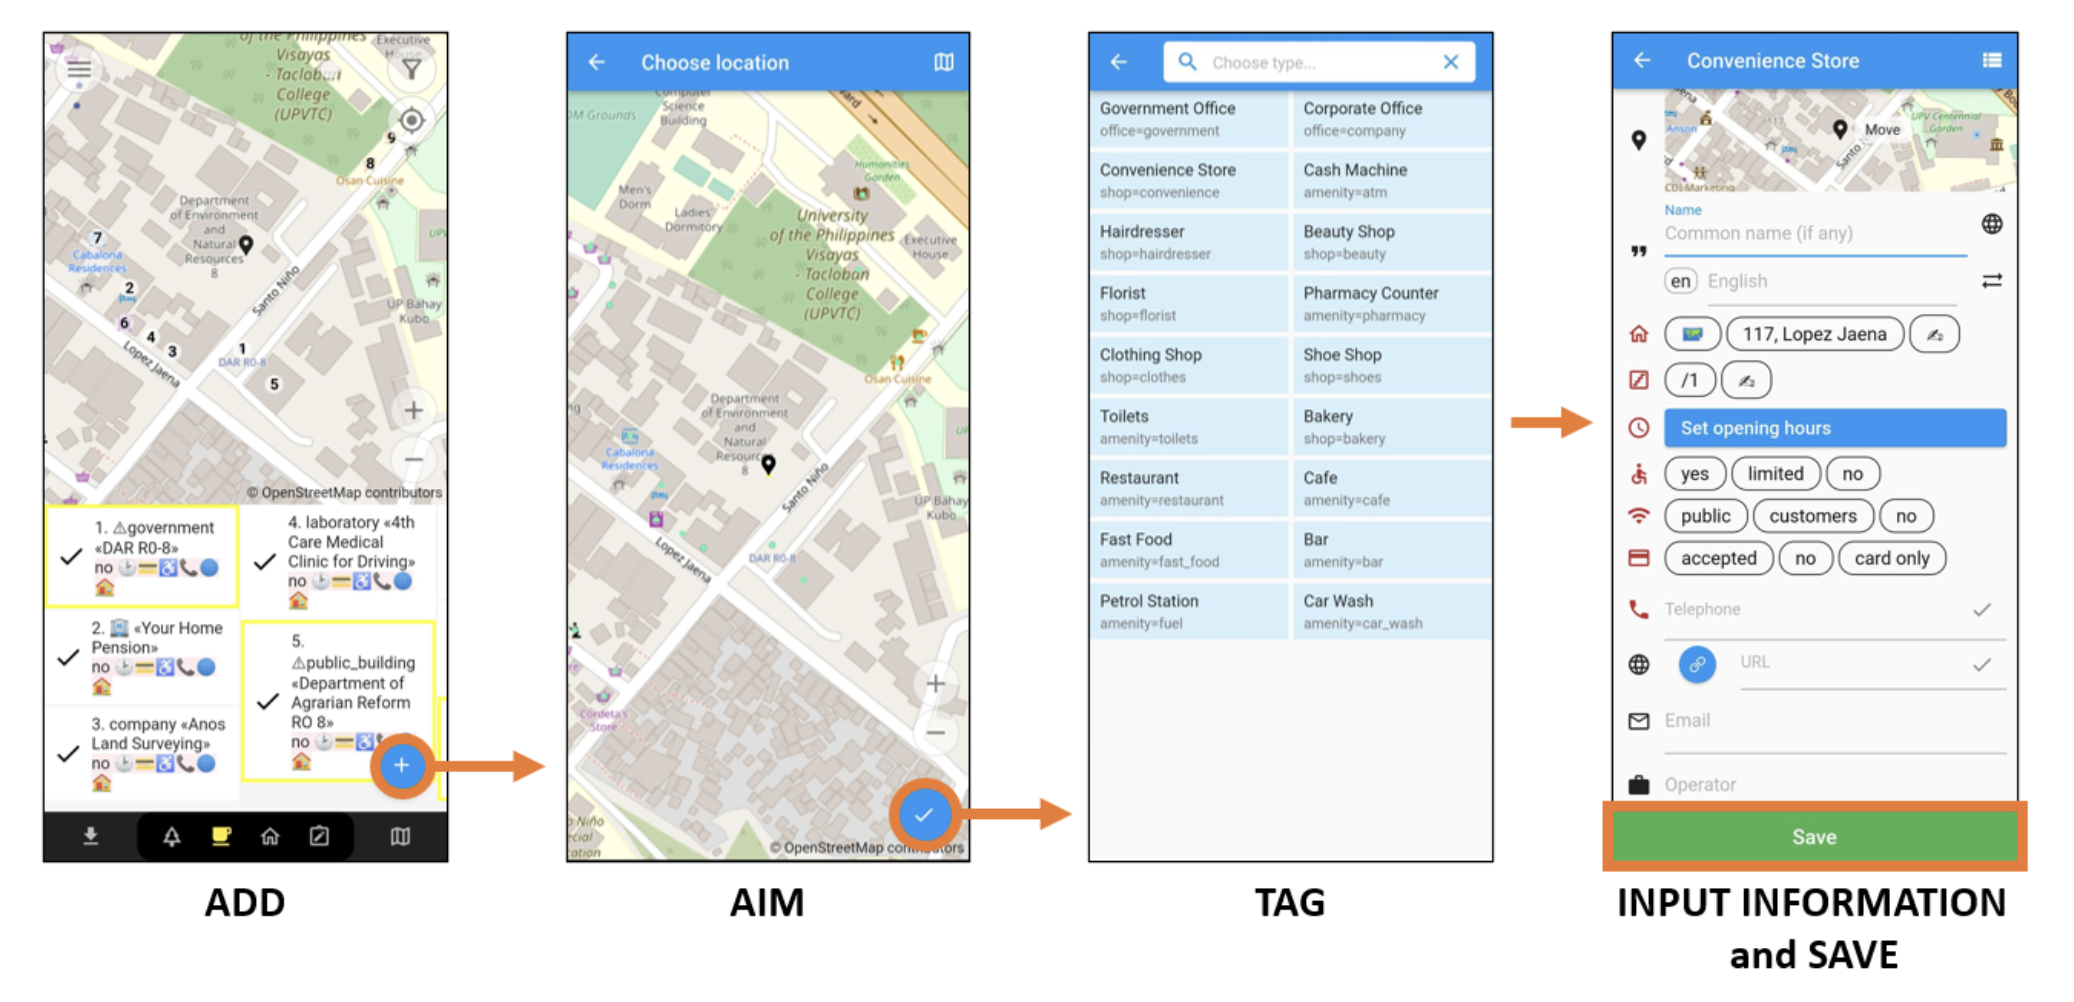 of the Philippines
Visayas
- Tacloban
College
(UPVTC)
Executive
House
9
8
Osan Cuisine
Department
of Environment
and
Natural
Resources
8
7
Cabalona
Residences
2
6
4
3
Lopez Jaena
Santo Niño
1
DAR RO-8
5
UP Bahay
Kubo
+
−
© OpenStreetMap contributors
1. ⚠government
«DAR R0-8»
no
2. «Your Home
Pension»
no
3. company «Anos
Land Surveying»
no
4. laboratory «4th
Care Medical
Clinic for Driving»
no
5.
⚠public_building
«Department of
Agrarian Reform
RO 8»
no
+
ADD
Choose location
Computer
Science
Building
OM Grounds
Men's
Dorm
Ladies'
Dormitory
Humanities
Garden
University
of the Philippines
Visayas
- Tacloban
College
(UPVTC)
Executive
House
Osan Cuisine
Department
of Environment
and
Natural
Resources
8
Cabalona
Residences
Santo Niño
Lopez Jaena
DAR RO-8
UP Bahay
Kubo
Cordeta's
Store
+
−
Niño
© OpenStreetMap contributors
AIM
Choose type...
Government Office
office=government
Corporate Office
office=company
Convenience Store
shop=convenience
Cash Machine
amenity=atm
Hairdresser
shop=hairdresser
Beauty Shop
shop=beauty
Florist
shop=florist
Pharmacy Counter
amenity=pharmacy
Clothing Shop
shop=clothes
Shoe Shop
shop=shoes
Toilets
amenity=toilets
Bakery
shop=bakery
Restaurant
amenity=restaurant
Cafe
amenity=cafe
Fast Food
amenity=fast_food
Bar
amenity=bar
Petrol Station
amenity=fuel
Car Wash
amenity=car_wash
TAG
Convenience Store
Anson
117
Move
UPV Centennial
Garden
Santo
CDI Marketing
Name
Common name (if any)
en English
117, Lopez Jaena
/1
Set opening hours
yes limited no
public customers no
accepted no card only
Telephone
URL
Email
Operator
Save
INPUT INFORMATION
and SAVE